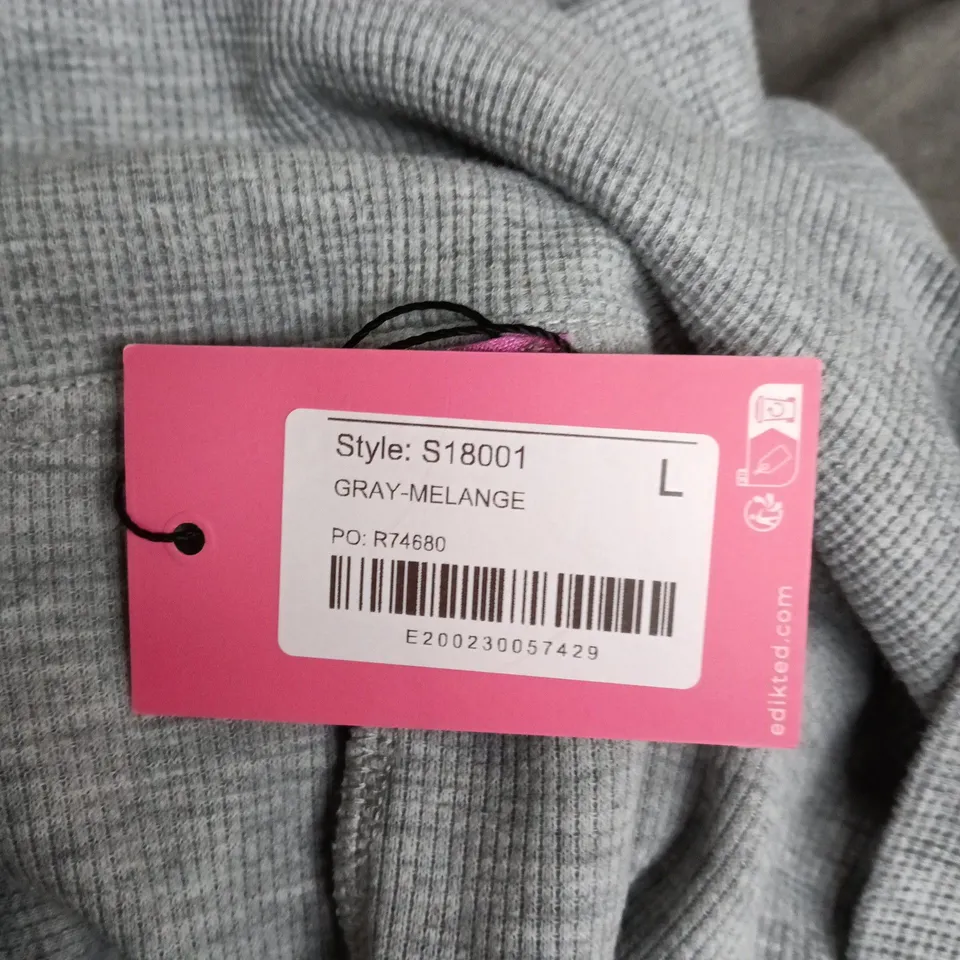 Style: S18001
L
GRAY-MELANGE
PO: R74680
E200230057429
edikted.com